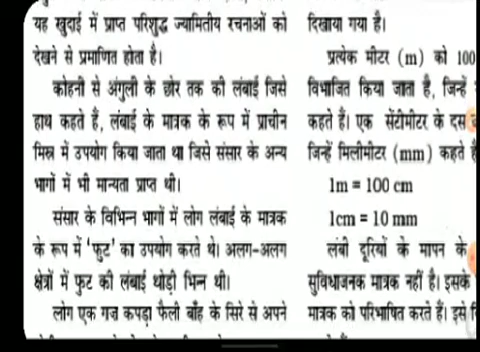 यह खुदाई में प्राप्त परिशुद्ध ज्यामितीय रचनाओं को
देखने से प्रमाणित होता है।
कोहनी से अंगुली के छोर तक की लंबाई जिसे
हाथ कहते हैं, लंबाई के मात्रक के रूप में प्राचीन
मिस्र में उपयोग किया जाता था जिसे संसार के अन्य
भागों में भी मान्यता प्राप्त थी।
संसार के विभिन्न भागों में लोग लंबाई के मात्रक
के रूप में 'फुट' का उपयोग करते थे। अलग-अलग
क्षेत्रों में फुट की लंबाई थोड़ी भिन्न थी।
लोग एक गज़ कपड़ा फैली बाँह के सिरे से अपने
दिखाया गया है।
प्रत्येक मीटर (m) को 100
विभाजित किया जाता है, जिन्हें
कहते हैं। एक सेंटीमीटर के दस
जिन्हें मिलीमीटर (mm) कहते
1m = 100 cm
1cm = 10 mm
लंबी दूरियों के मापन के
सुविधाजनक मात्रक नहीं है। इसके
मात्रक को परिभाषित करते हैं। इसे